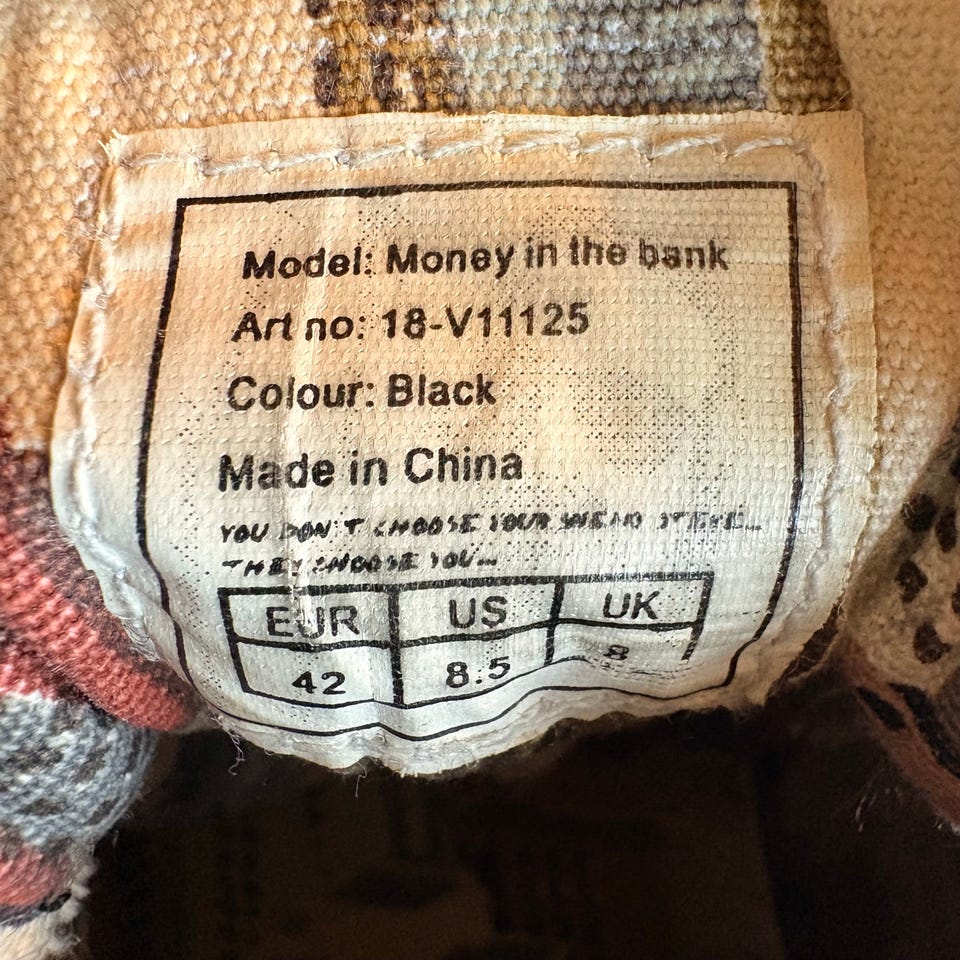 Model: Money in the bank
Art no: 18-V11125
Colour: Black
Made in China
YOU DON'T CHOOSE YOUR STEVE...
THEY CHOOSE YOU...
EUR US UK
42 8.5 8